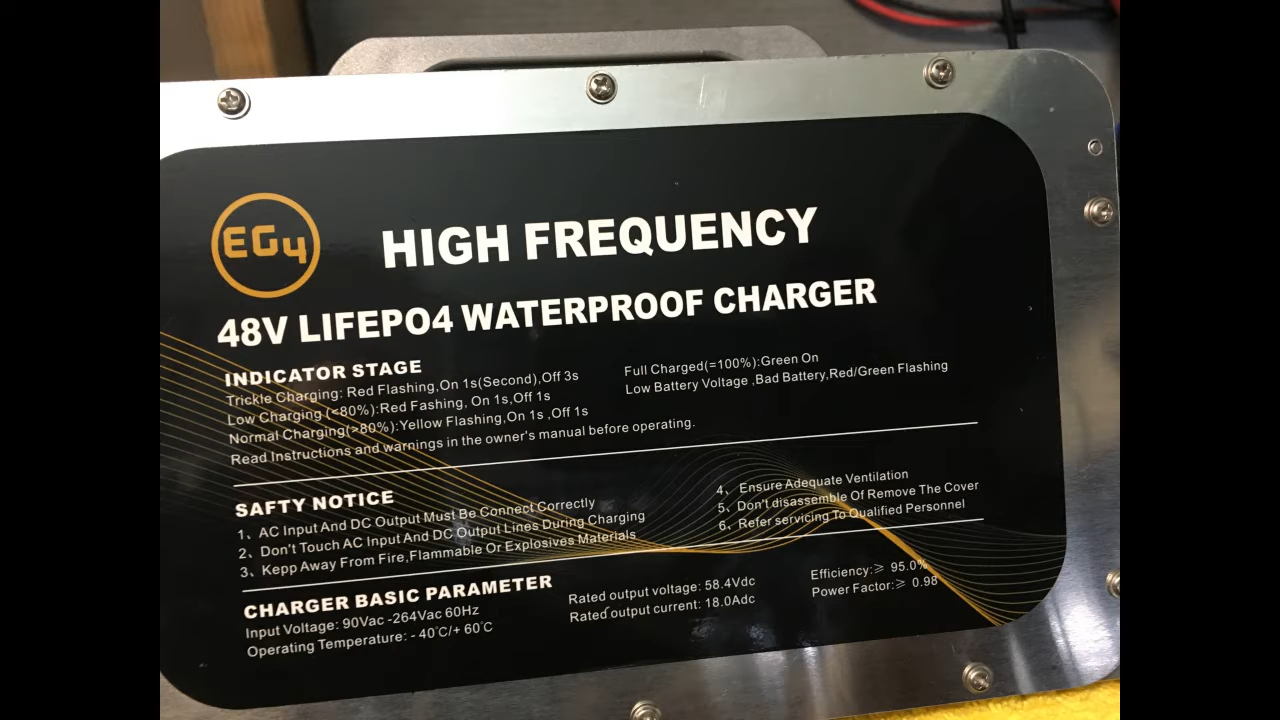 EG4
HIGH FREQUENCY
48V LIFEPO4 WATERPROOF CHARGER
INDICATOR STAGE
Trickle Charging: Red Flashing,On 1s(Second),Off 3s
Low Charging (<80%):Red Fashing, On 1s,Off 1s
Normal Charging(>80%):Yellow Flashing,On 1s ,Off 1s
Full Charged(=100%):Green On
Low Battery Voltage ,Bad Battery,Red/Green Flashing
Read Instructions and warnings in the owner's manual before operating.
SAFTY NOTICE
1、AC Input And DC Output Must Be Connect Correctly
2、Don't Touch AC Input And DC Output Lines During Charging
3、Kepp Away From Fire,Flammable Or Explosives Materials
4、Ensure Adequate Ventilation
5、Don't disassemble Of Remove The Cover
6、Refer servicing To Qualified Personnel
CHARGER BASIC PARAMETER
Input Voltage: 90Vac -264Vac 60Hz
Operating Temperature: - 40℃/+ 60℃
Rated output voltage: 58.4Vdc
Rated output current: 18.0Adc
Efficiency:≥ 95.0%
Power Factor:≥ 0.98